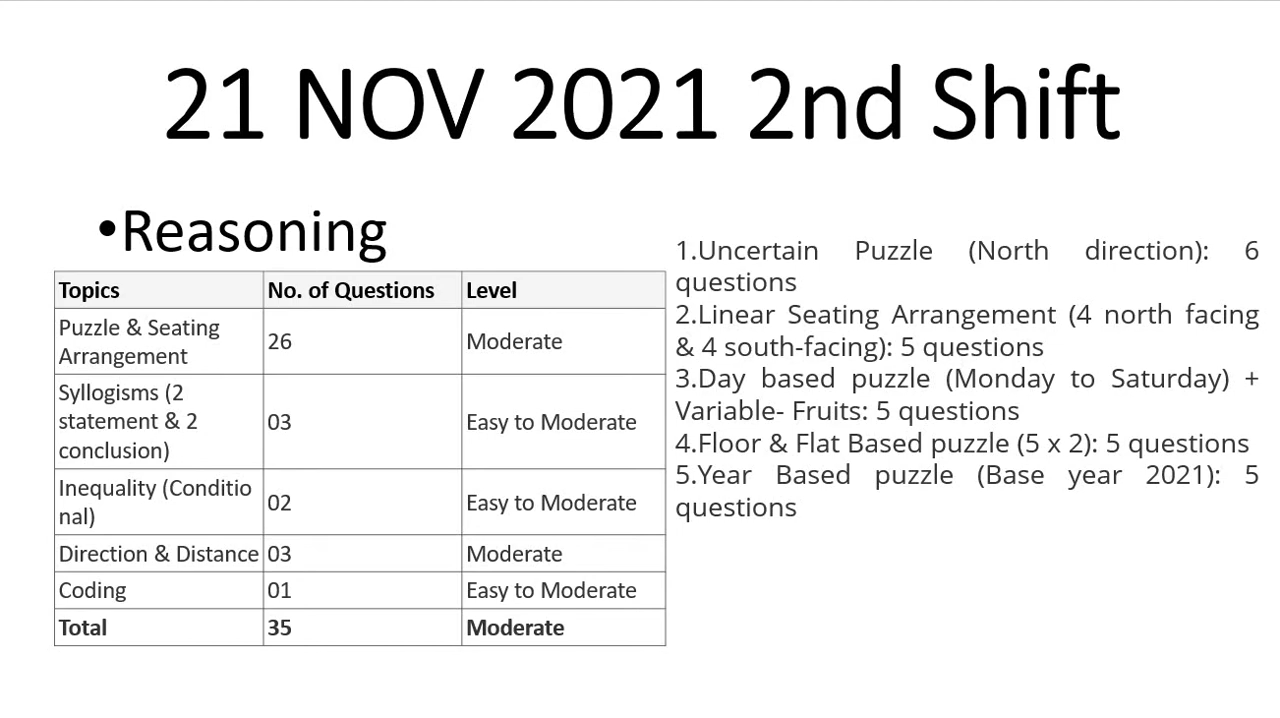 21 NOV 2021 2nd Shift
•Reasoning
Topics No. of Questions Level
Puzzle & Seating
Arrangement 26 Moderate
Syllogisms (2
statement & 2
conclusion) 03 Easy to Moderate
Inequality (Conditio
nal) 02 Easy to Moderate
Direction & Distance 03 Moderate
Coding 01 Easy to Moderate
Total 35 Moderate
1.Uncertain Puzzle (North direction): 6
questions
2.Linear Seating Arrangement (4 north facing
& 4 south-facing): 5 questions
3.Day based puzzle (Monday to Saturday) +
Variable- Fruits: 5 questions
4.Floor & Flat Based puzzle (5 x 2): 5 questions
5.Year Based puzzle (Base year 2021): 5
questions